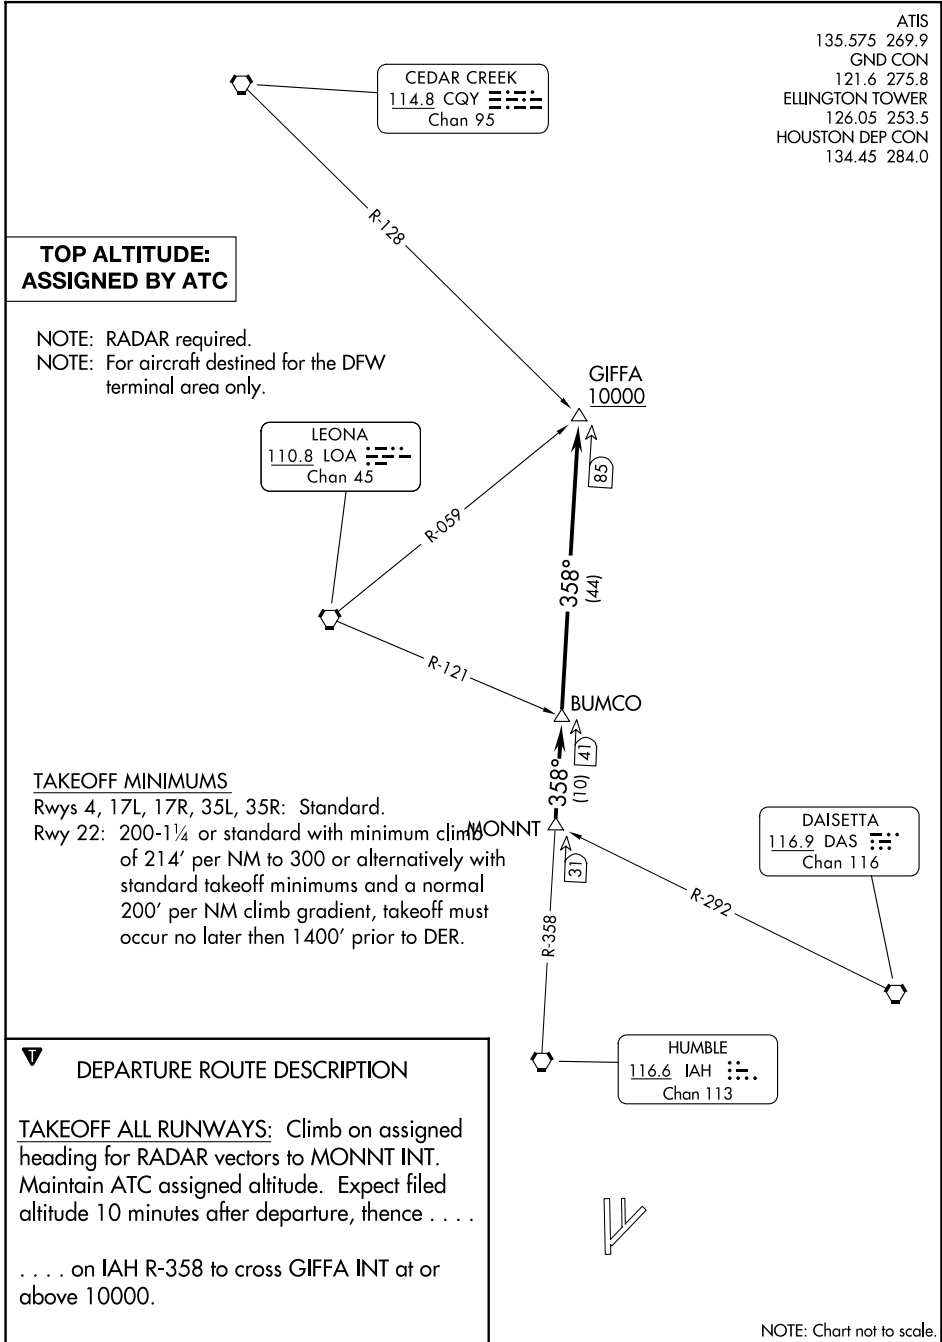 ATIS
135.575 269.9
GND CON
121.6 275.8
ELLINGTON TOWER
126.05 253.5
HOUSTON DEP CON
134.45 284.0
CEDAR CREEK
114.8 CQY
Chan 95
R-128
TOP ALTITUDE:
ASSIGNED BY ATC
NOTE: RADAR required.
NOTE: For aircraft destined for the DFW
terminal area only.
GIFFA
10000
LEONA
110.8 LOA
Chan 45
85
R-059
358°
(44)
R-121
BUMCO
41
358°
(10)
TAKEOFF MINIMUMS
Rwys 4, 17L, 17R, 35L, 35R: Standard.
Rwy 22: 200-1¼ or standard with minimum climb
of 214' per NM to 300 or alternatively with
standard takeoff minimums and a normal
200' per NM climb gradient, takeoff must
occur no later then 1400' prior to DER.
MONNT
31
DAISETTA
116.9 DAS
Chan 116
R-292
R-358
HUMBLE
116.6 IAH
Chan 113
T
DEPARTURE ROUTE DESCRIPTION
TAKEOFF ALL RUNWAYS: Climb on assigned
heading for RADAR vectors to MONNT INT.
Maintain ATC assigned altitude. Expect filed
altitude 10 minutes after departure, thence . . . .
. . . . on IAH R-358 to cross GIFFA INT at or
above 10000.
NOTE: Chart not to scale.